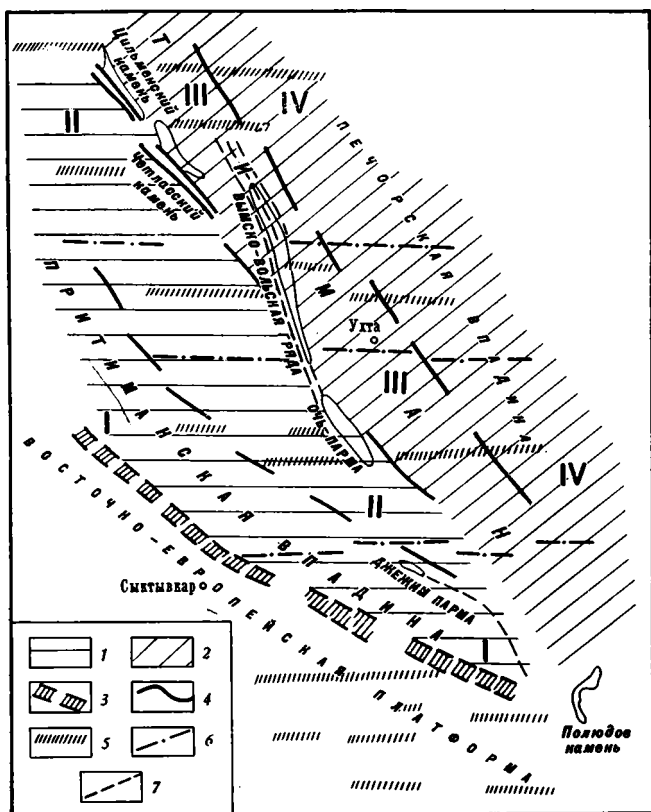 Цильменский
камень
Т
III
IV
II
Четласский
камень
И
ПЕЧОРСКАЯ ВПАДИНА
ВЫМСКО-ВОЛЬСКАЯ ГРЯДА
М
Ухта
А
III
ПРИТИМАНСКАЯ ВПАДИНА
I
ОЧЬ-ПАРМА
IV
II
Н
ВОСТОЧНО-ЕВРОПЕЙСКАЯ ПЛАТФОРМА
Сыктывкар
ДЖЕЖИМ ПАРМА
I
Полюдов
камень
1
2
3
4
5
6
7